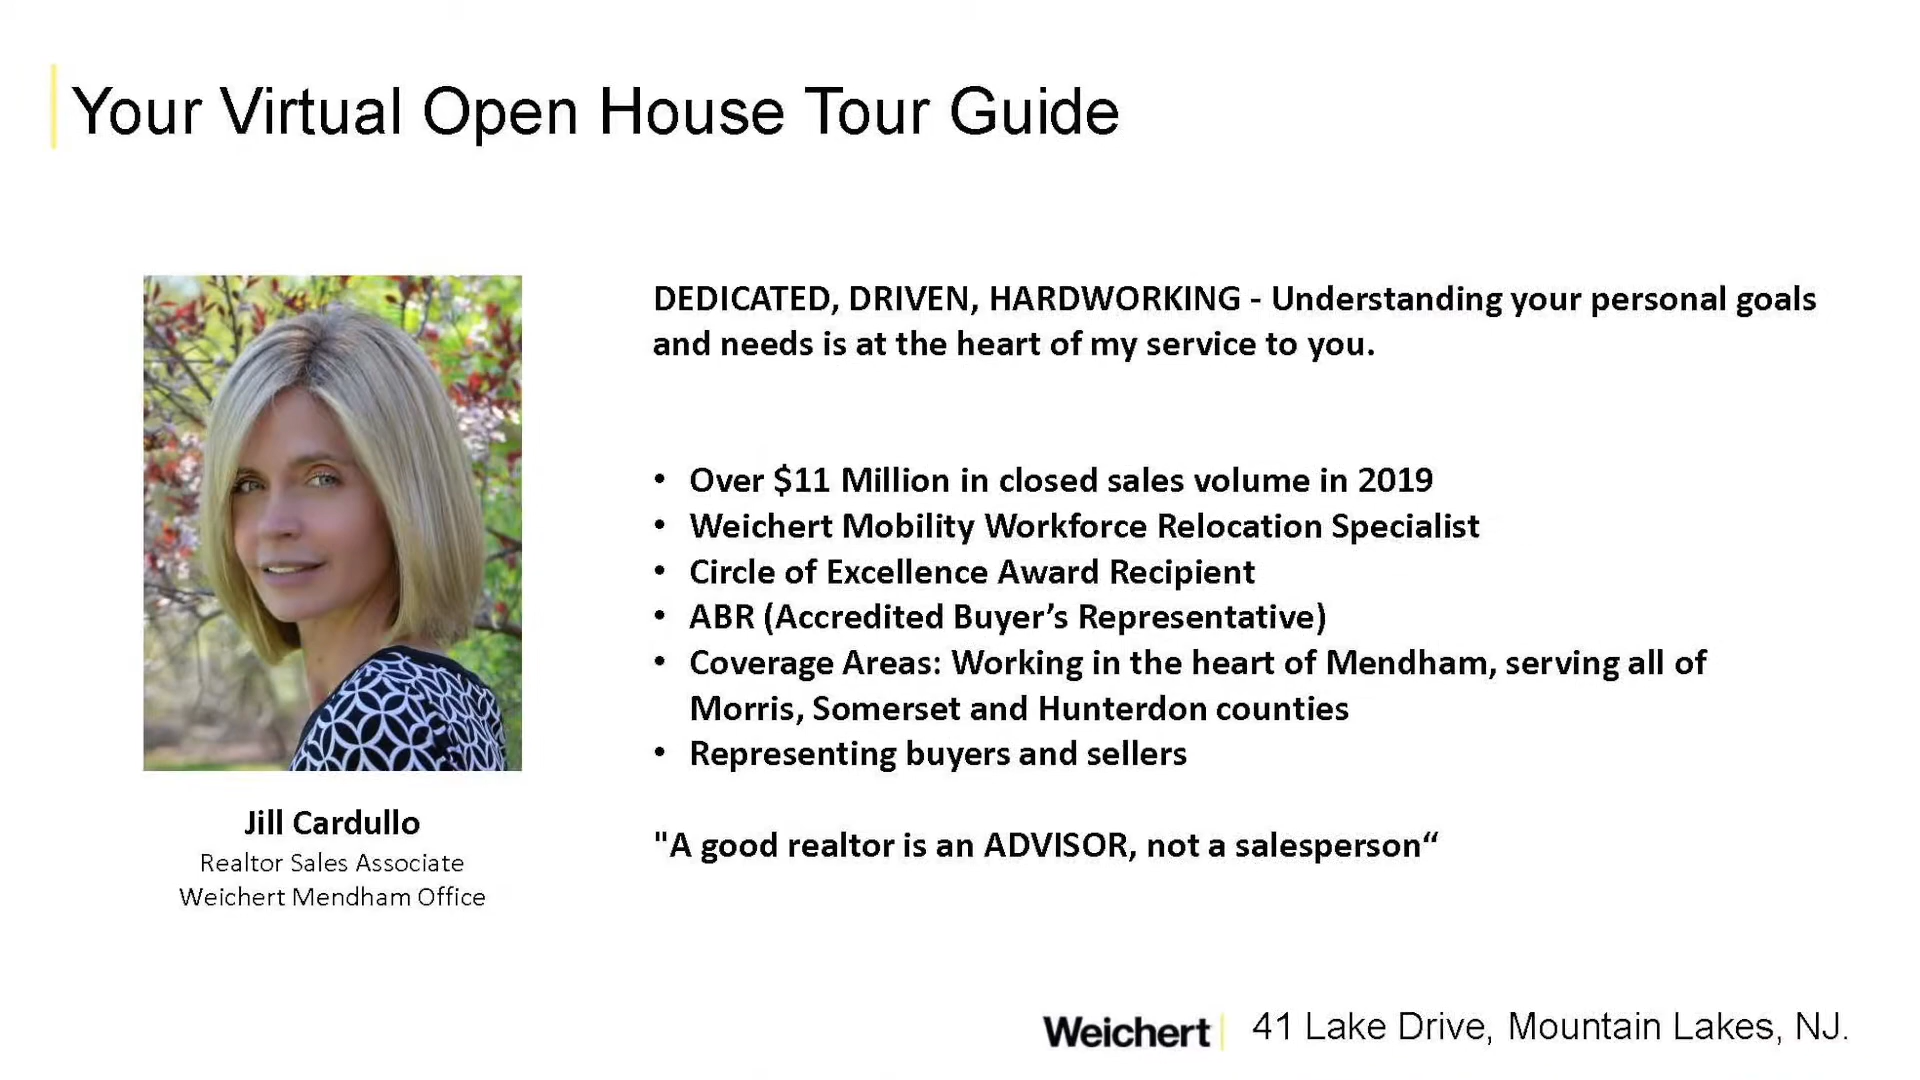 Your Virtual Open House Tour Guide
DEDICATED, DRIVEN, HARDWORKING - Understanding your personal goals
and needs is at the heart of my service to you.
• Over $11 Million in closed sales volume in 2019
• Weichert Mobility Workforce Relocation Specialist
• Circle of Excellence Award Recipient
• ABR (Accredited Buyer’s Representative)
• Coverage Areas: Working in the heart of Mendham, serving all of
Morris, Somerset and Hunterdon counties
• Representing buyers and sellers
"A good realtor is an ADVISOR, not a salesperson“
Jill Cardullo
Realtor Sales Associate
Weichert Mendham Office
Weichert
41 Lake Drive, Mountain Lakes, NJ.